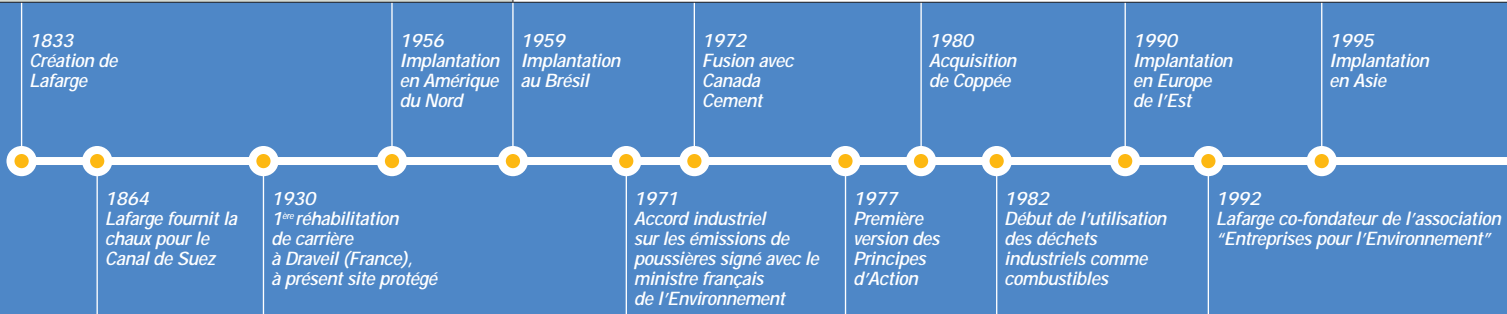 1833
Création de
Lafarge
1956
Implantation
en Amérique
du Nord
1959
Implantation
au Brésil
1972
Fusion avec
Canada
Cement
1980
Acquisition
de Coppée
1990
Implantation
en Europe
de l'Est
1995
Implantation
en Asie
1864
Lafarge fournit la
chaux pour le
Canal de Suez
1930
1ère réhabilitation
de carrière
à Draveil (France),
à présent site protégé
1971
Accord industriel
sur les émissions de
poussières signé avec le
ministre français
de l'Environnement
1977
Première
version des
Principes
d'Action
1982
Début de l'utilisation
des déchets
industriels comme
combustibles
1992
Lafarge co-fondateur de l'association
"Entreprises pour l'Environnement"